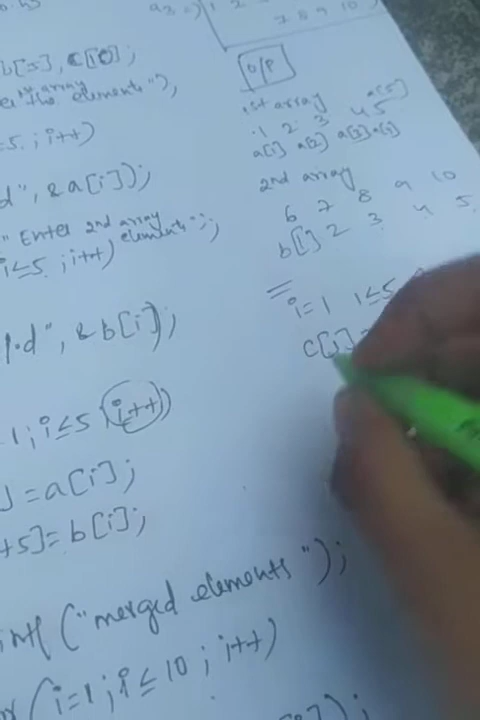 b[5], c[10];
array
the elements");
=5 ; i++)
d", &a[i]);
" Enter 2nd array
elements");
i≤5 ; i++)
%d", &b[i]);
1; i≤5 i++)
] = a[i];
+5] = b[i];
intf ("merged elements");
(i=1; i≤10 ; i++)
7 8 9 10
O/P
1st array
1 2 3 4 5
a[1] a[2] a[3] a[4] a[5]
2nd array
6 7 8 9 10
b[1] 2 3 4 5
i=1 1≤5